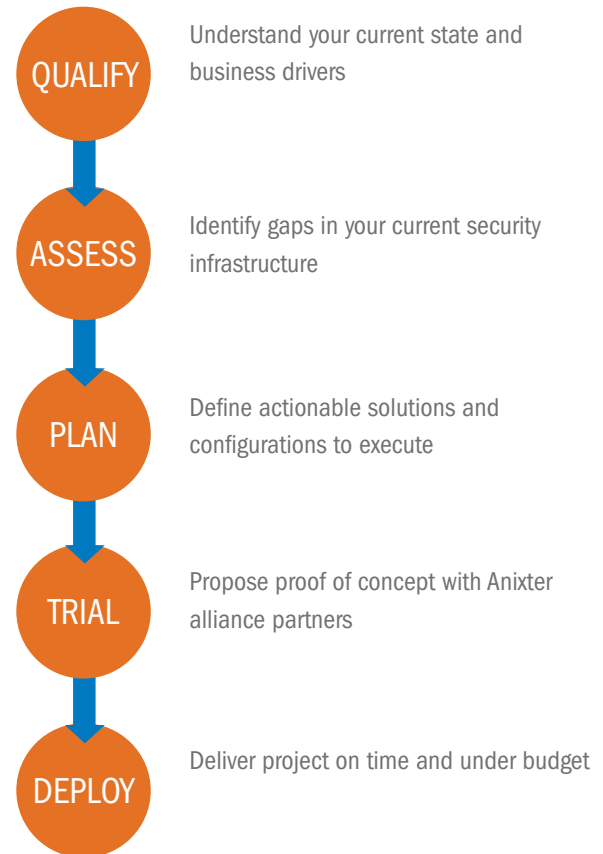 QUALIFY
Understand your current state and
business drivers
ASSESS
Identify gaps in your current security
infrastructure
PLAN
Define actionable solutions and
configurations to execute
TRIAL
Propose proof of concept with Anixter
alliance partners
DEPLOY
Deliver project on time and under budget